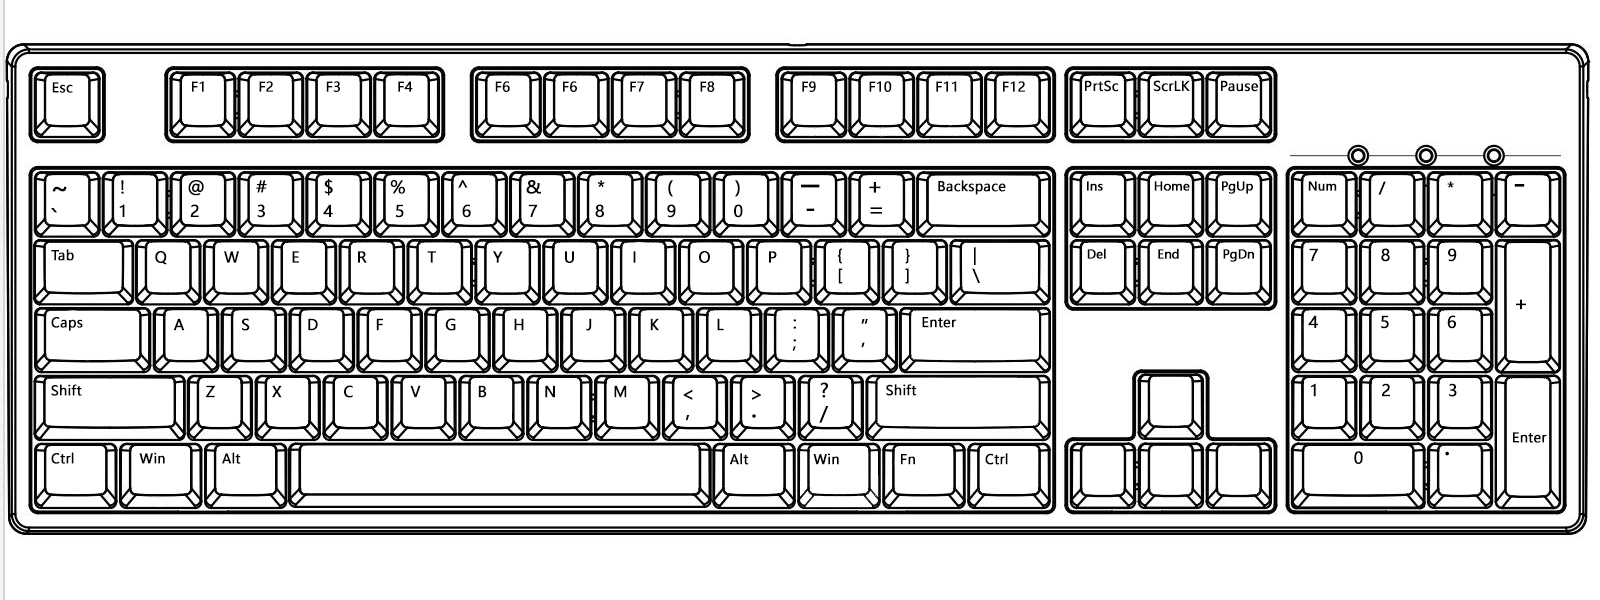 Esc F1 F2 F3 F4 F6 F6 F7 F8 F9 F10 F11 F12 PrtSc ScrLK Pause
~ ! @ # $ % ^ & * ( ) — + Backspace Ins Home PgUp Num / * -
` 1 2 3 4 5 6 7 8 9 0 - =
Tab Q W E R T Y U I O P { } | Del End PgDn 7 8 9
[ ] \ +
Caps A S D F G H J K L : " Enter 4 5 6
; ,
Shift Z X C V B N M < > ? Shift 1 2 3
, . / Enter
Ctrl Win Alt Alt Win Fn Ctrl 0 .